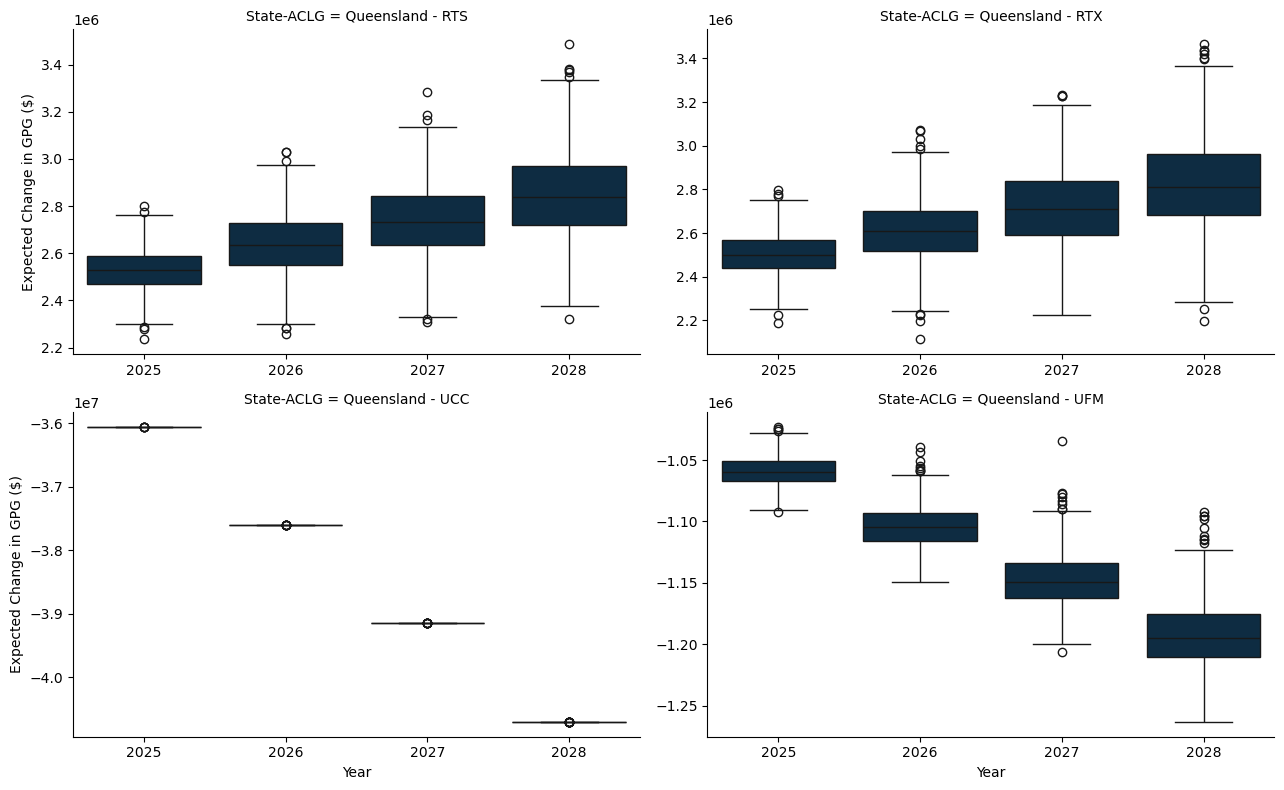 State-ACLG = Queensland - RTS
1e6
Expected Change in GPG ($)
3.4
3.2
3.0
2.8
2.6
2.4
2.2
2025 2026 2027 2028
State-ACLG = Queensland - RTX
3.4
3.2
3.0
2.8
2.6
2.4
2.2
2025 2026 2027 2028
State-ACLG = Queensland - UCC
1e7
Expected Change in GPG ($)
−3.6
−3.7
−3.8
−3.9
−4.0
2025 2026 2027 2028
Year
State-ACLG = Queensland - UFM
1e6
−1.05
−1.10
−1.15
−1.20
−1.25
2025 2026 2027 2028
Year